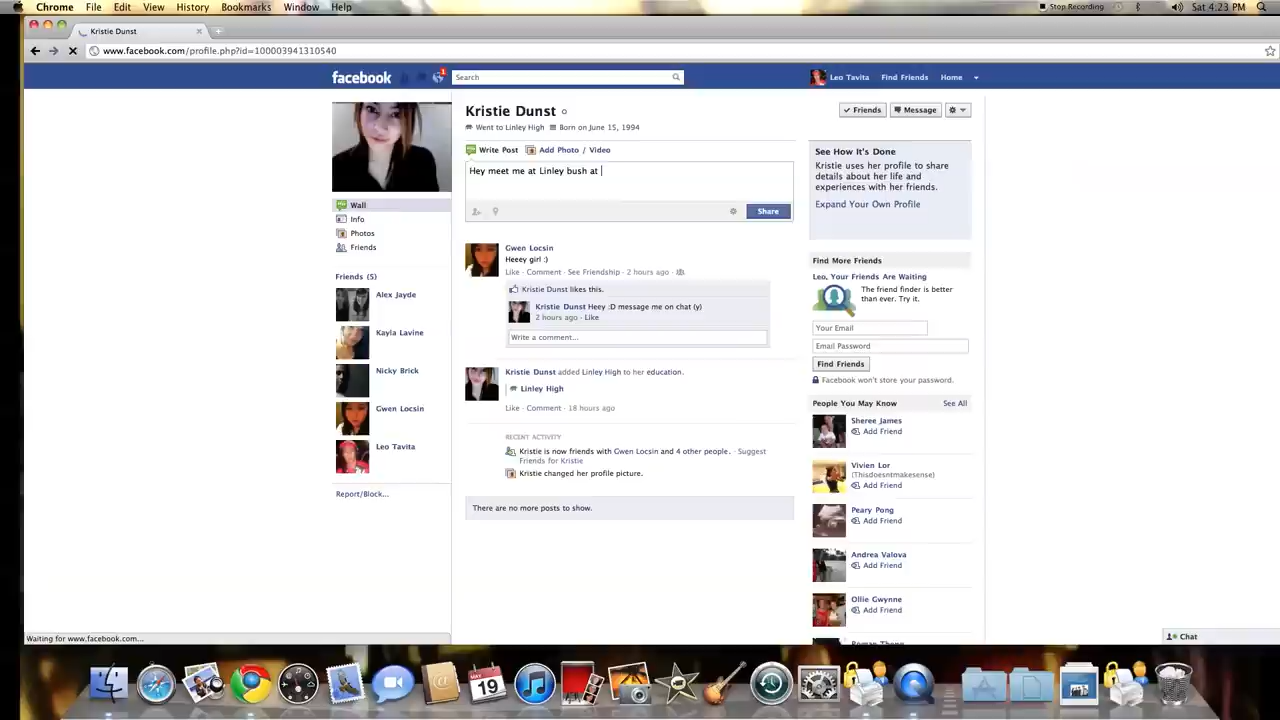 Chrome File Edit View History Bookmarks Window Help Stop Recording Sat 4:23 PM
Kristie Dunst
www.facebook.com/profile.php?id=100003941310540
facebook 1 Search Leo Tavita Find Friends Home
Kristie Dunst
Friends Message
Went to Linley High Born on June 15, 1994
Write Post Add Photo / Video
Hey meet me at Linley bush at
Share
Wall
Info
Photos
Friends
Friends (5)
Alex Jayde
Kayla Lavine
Nicky Brick
Gwen Locsin
Leo Tavita
Report/Block...
Gwen Locsin
Heeey girl :)
Like · Comment · See Friendship · 2 hours ago ·
Kristie Dunst likes this.
Kristie Dunst Heey :D message me on chat (y)
2 hours ago · Like
Write a comment...
Kristie Dunst added Linley High to her education.
Linley High
Like · Comment · 18 hours ago
RECENT ACTIVITY
Kristie is now friends with Gwen Locsin and 4 other people. · Suggest
Friends for Kristie
Kristie changed her profile picture.
There are no more posts to show.
See How It's Done
Kristie uses her profile to share
details about her life and
experiences with her friends.
Expand Your Own Profile
Find More Friends
Leo, Your Friends Are Waiting
The friend finder is better
than ever. Try it.
Your Email
Email Password
Find Friends
Facebook won't store your password.
People You May Know See All
Sheree James
Add Friend
Vivien Lor
(Thisdoesntmakesense)
Add Friend
Peary Pong
Add Friend
Andrea Valova
Add Friend
Ollie Gwynne
Add Friend
Waiting for www.facebook.com...
Chat
MAY
19